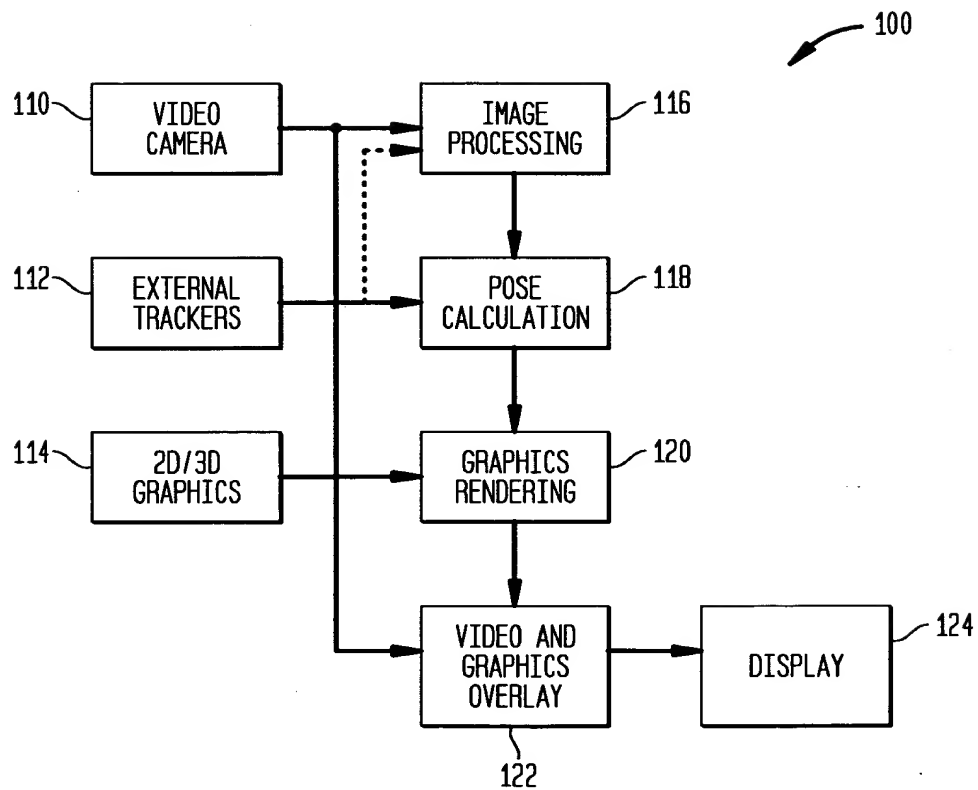 100
110
VIDEO
CAMERA
IMAGE
PROCESSING
116
112
EXTERNAL
TRACKERS
POSE
CALCULATION
118
114
2D/3D
GRAPHICS
GRAPHICS
RENDERING
120
VIDEO AND
GRAPHICS
OVERLAY
122
DISPLAY
124